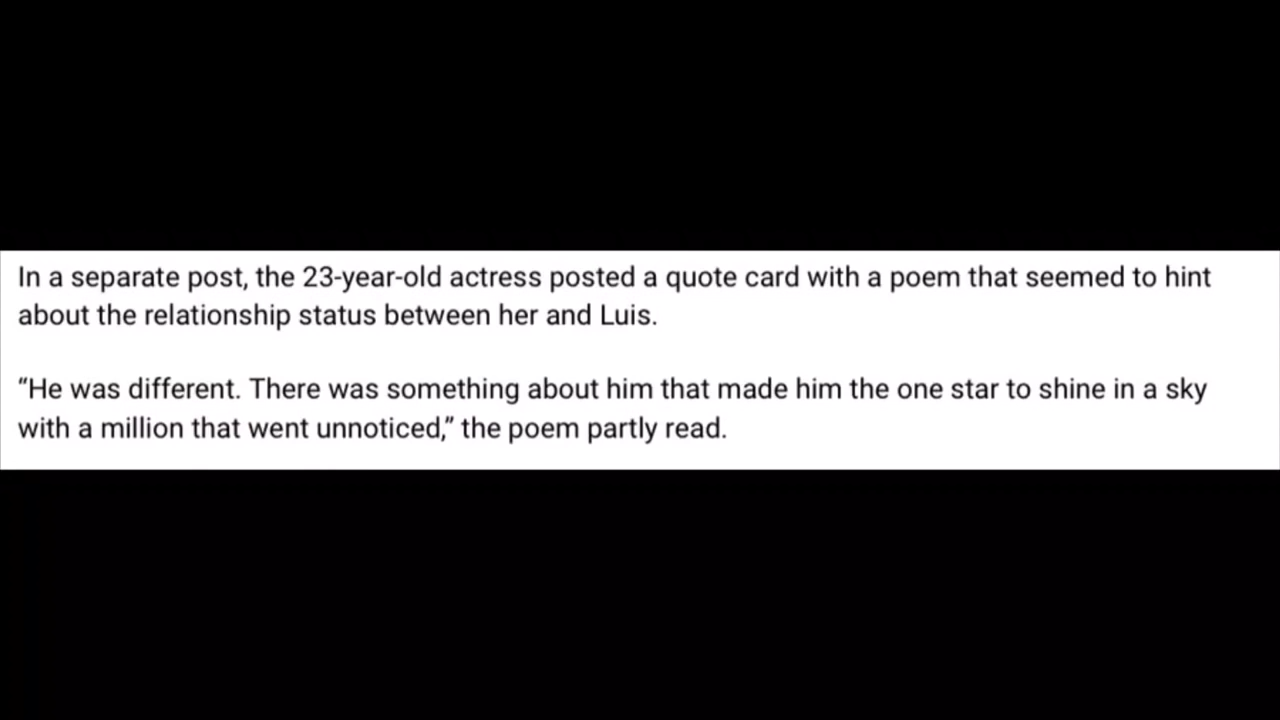 In a separate post, the 23-year-old actress posted a quote card with a poem that seemed to hint
about the relationship status between her and Luis.
“He was different. There was something about him that made him the one star to shine in a sky
with a million that went unnoticed,” the poem partly read.